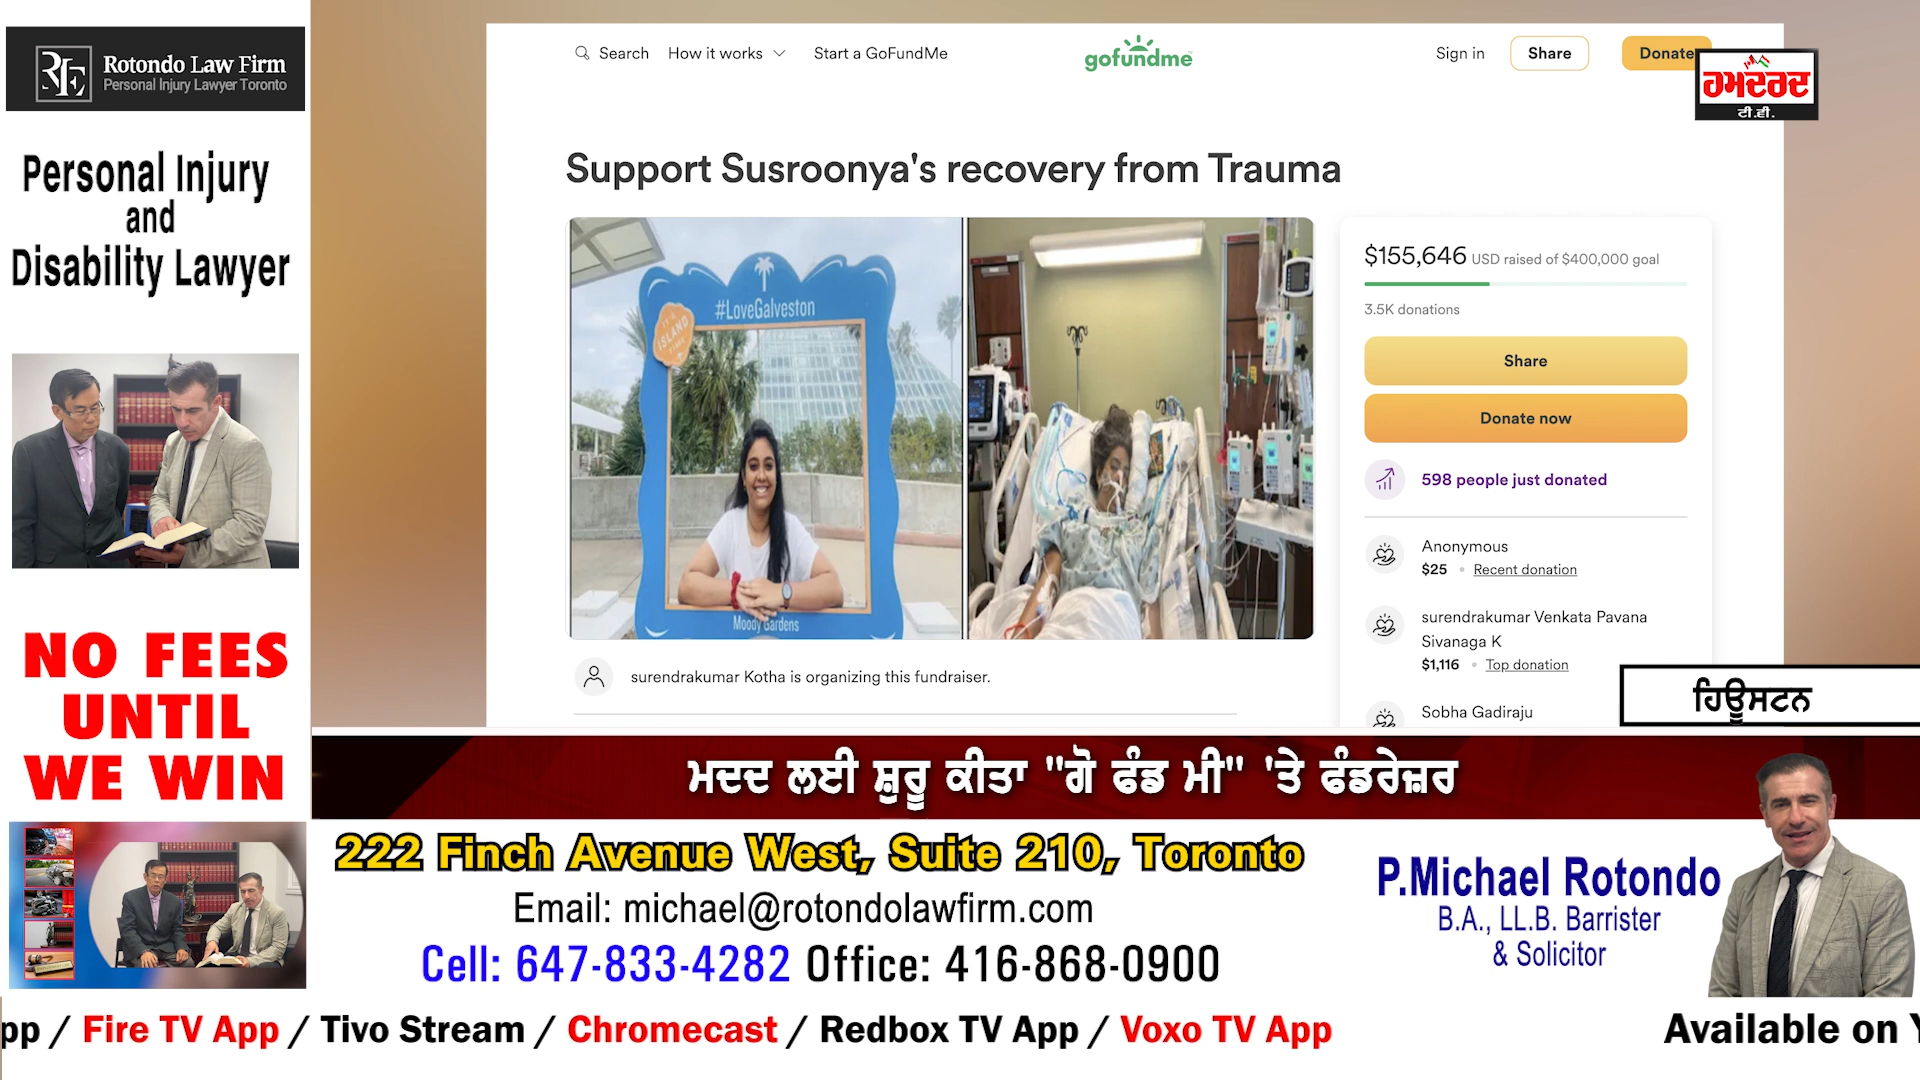 RLF Rotondo Law Firm
Personal Injury Lawyer Toronto
Personal Injury
and
Disability Lawyer
NO FEES
UNTIL
WE WIN
Search How it works Start a GoFundMe gofundme Sign in Share Donate
ਹਮਦਰਦ
ਟੀ.ਵੀ.
Support Susroonya's recovery from Trauma
#LoveGalveston
IT'S
ISLAND
TIME
Moody Gardens
$155,646 USD raised of $400,000 goal
3.5K donations
Share
Donate now
598 people just donated
Anonymous
$25 • Recent donation
surendrakumar Venkata Pavana
Sivanaga K
$1,116 • Top donation
Sobha Gadiraju
surendrakumar Kotha is organizing this fundraiser.
ਹਿਊਸਟਨ
ਮਦਦ ਲਈ ਸ਼ੁਰੂ ਕੀਤਾ "ਗੋ ਫੰਡ ਮੀ" 'ਤੇ ਫੰਡਰੇਜ਼ਰ
222 Finch Avenue West, Suite 210, Toronto
Email: michael@rotondolawfirm.com
Cell: 647-833-4282 Office: 416-868-0900
P.Michael Rotondo
B.A., LL.B. Barrister
& Solicitor
pp / Fire TV App / Tivo Stream / Chromecast / Redbox TV App / Voxo TV App Available on Y